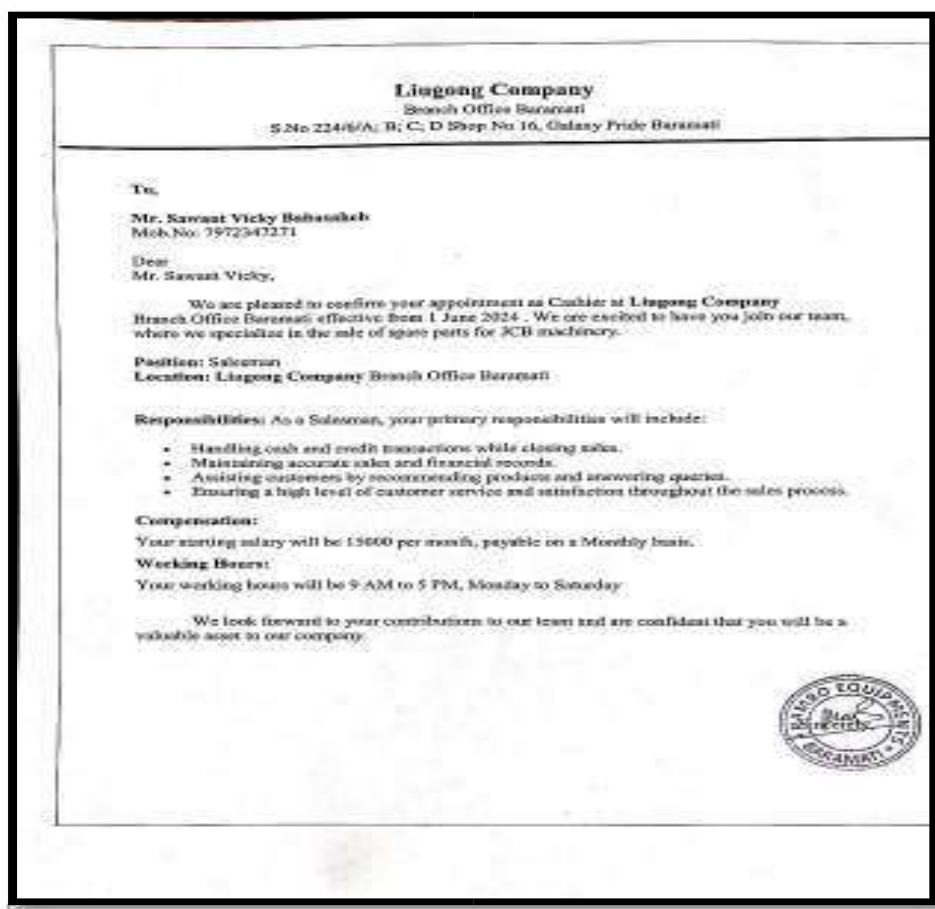 Liugong Company
Branch Office Baramati
S.No 224/6/A; B; C; D Shop No 16, Galaxy Pride Baramati
To,
Mr. Sawant Vicky Babasaheb
Mob.No: 7972347271
Dear
Mr. Sawant Vicky,
We are pleased to confirm your appointment as Cashier at Liugong Company
Branch Office Baramati effective from 1 June 2024 . We are excited to have you join our team,
where we specialize in the sale of spare parts for JCB machinery.
Position: Salesman
Location: Liugong Company Branch Office Baramati
Responsibilities: As a Salesman, your primary responsibilities will include:
• Handling cash and credit transactions while closing sales.
• Maintaining accurate sales and financial records.
• Assisting customers by recommending products and answering queries.
• Ensuring a high level of customer service and satisfaction throughout the sales process.
Compensation:
Your starting salary will be 15000 per month, payable on a Monthly basis.
Working Hours:
Your working hours will be 9 AM to 5 PM, Monday to Saturday
We look forward to your contributions to our team and are confident that you will be a
valuable asset to our company.
EQUIPMENTS
BARAMATI